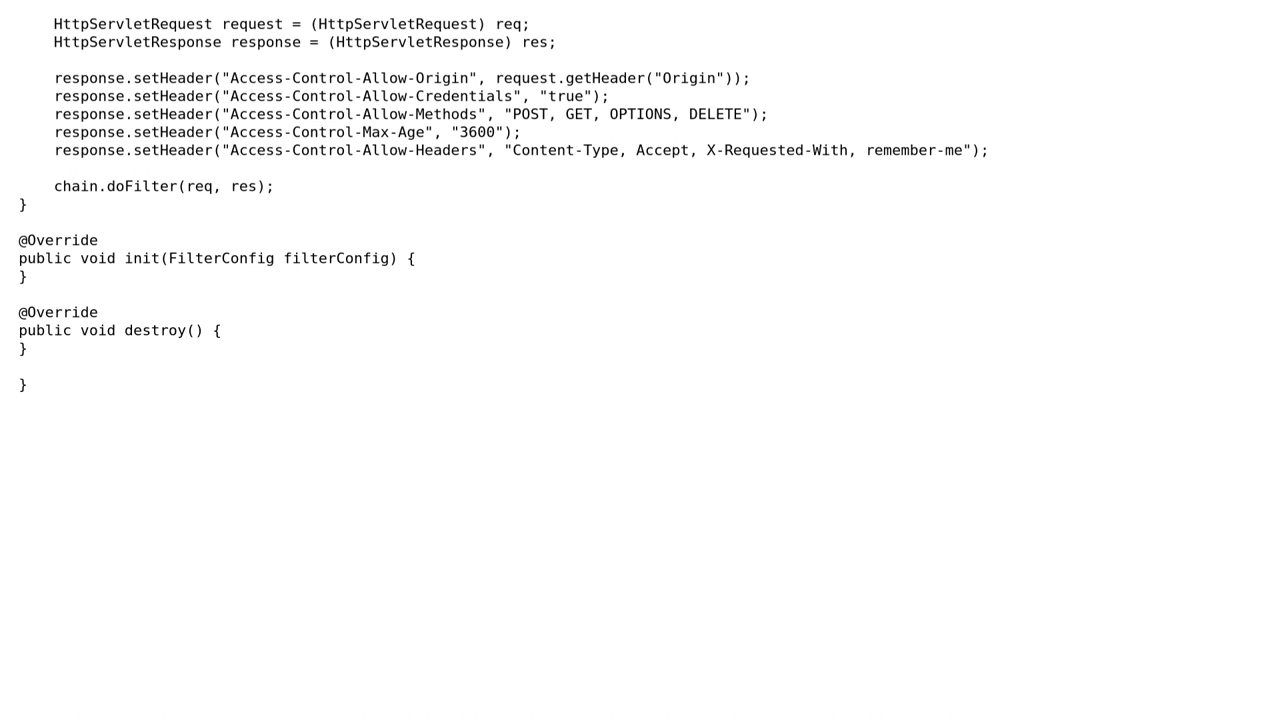 HttpServletRequest request = (HttpServletRequest) req;
HttpServletResponse response = (HttpServletResponse) res;
response.setHeader("Access-Control-Allow-Origin", request.getHeader("Origin"));
response.setHeader("Access-Control-Allow-Credentials", "true");
response.setHeader("Access-Control-Allow-Methods", "POST, GET, OPTIONS, DELETE");
response.setHeader("Access-Control-Max-Age", "3600");
response.setHeader("Access-Control-Allow-Headers", "Content-Type, Accept, X-Requested-With, remember-me");
chain.doFilter(req, res);
}
@Override
public void init(FilterConfig filterConfig) {
}
@Override
public void destroy() {
}
}